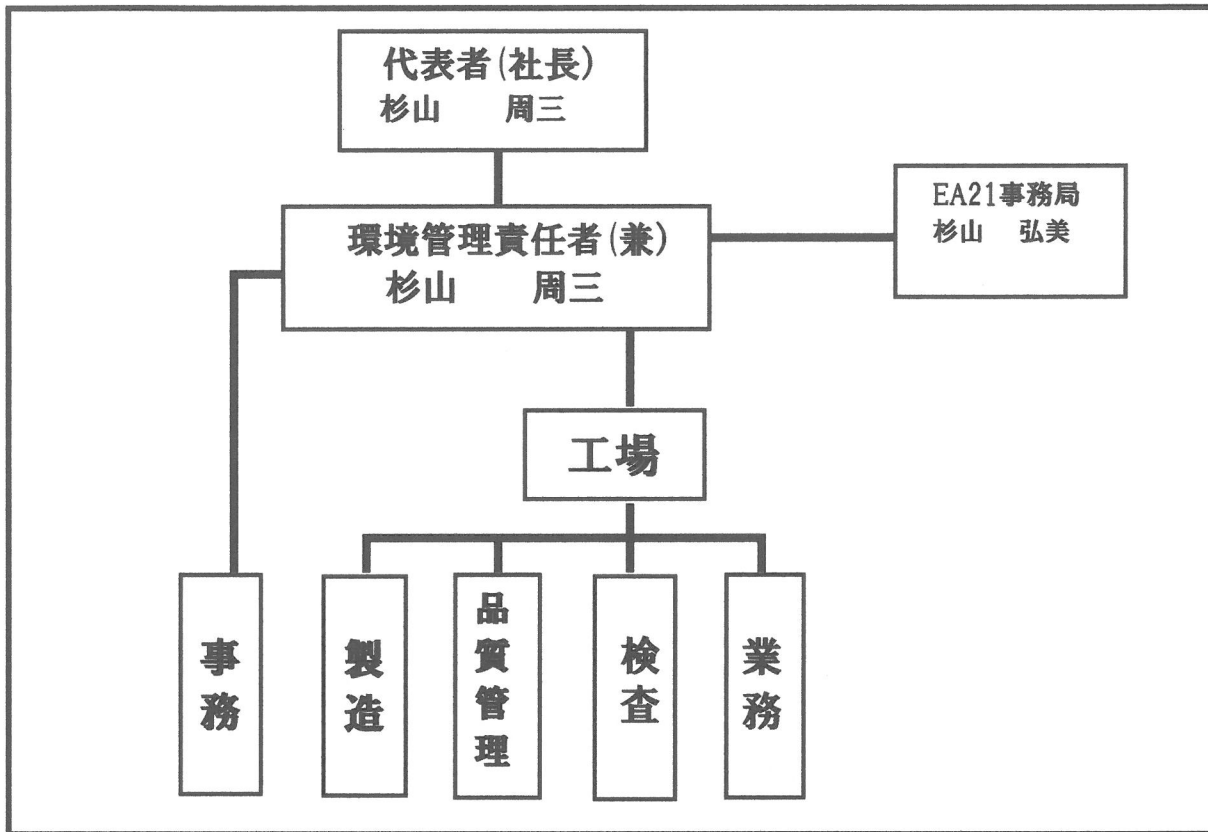 代表者(社長)
杉山　周三
EA21事務局
杉山　弘美
環境管理責任者(兼)
杉山　周三
工場
事務
製造
品質管理
検査
業務